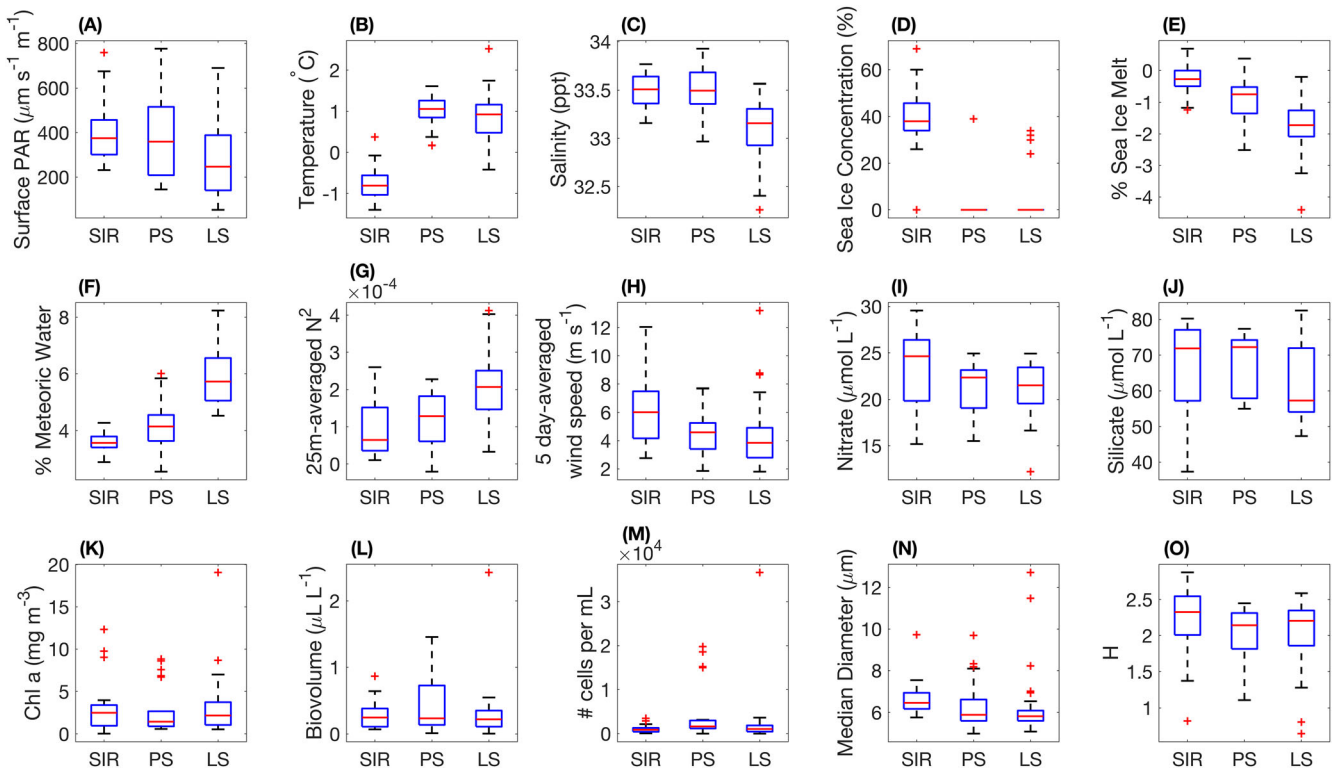 (A)
Surface PAR (μm s⁻¹ m⁻¹)
800
600
400
200
SIR PS LS
(B)
Temperature (°C)
2
1
0
-1
SIR PS LS
(C)
Salinity (ppt)
34
33.5
33
32.5
SIR PS LS
(D)
Sea Ice Concentration (%)
60
40
20
0
SIR PS LS
(E)
% Sea Ice Melt
0
-1
-2
-3
-4
SIR PS LS
(F)
% Meteoric Water
8
6
4
SIR PS LS
(G)
×10⁻⁴
25m-averaged N²
4
3
2
1
0
SIR PS LS
(H)
5 day-averaged
wind speed (m s⁻¹)
12
10
8
6
4
2
SIR PS LS
(I)
Nitrate (μmol L⁻¹)
30
25
20
15
SIR PS LS
(J)
Silicate (μmol L⁻¹)
80
70
60
50
40
SIR PS LS
(K)
Chl a (mg m⁻³)
20
15
10
5
0
SIR PS LS
(L)
Biovolume (μL L⁻¹)
2
1
0
SIR PS LS
(M)
×10⁴
# cells per mL
3
2
1
0
SIR PS LS
(N)
Median Diameter (μm)
12
10
8
6
SIR PS LS
(O)
H
2.5
2
1.5
1
SIR PS LS